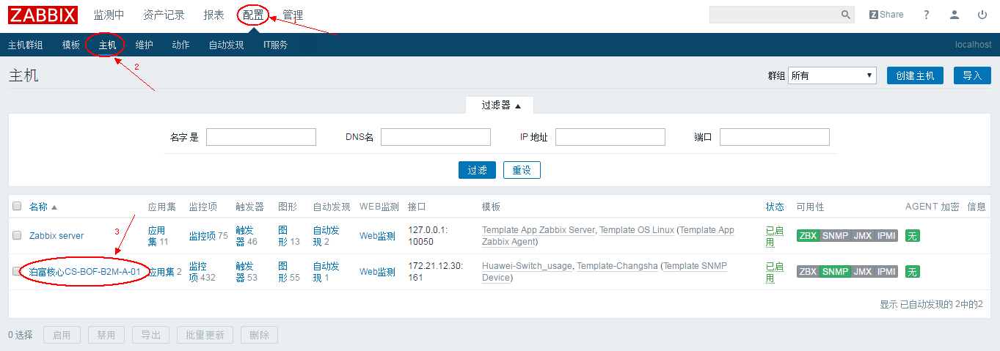 ZABBIX 监测中 资产记录 报表 配置 管理 Share ?
1
主机群组 模板 主机 维护 动作 自动发现 IT服务 localhost
2
主机 群组 所有 创建主机 导入
过滤器
名字 是 DNS名 IP 地址 端口
过滤 重设
名称 应用集 监控项 触发器 图形 自动发现 WEB监测 接口 模板 状态 可用性 AGENT 加密 信息
Zabbix server 应用集 11 监控项 75 触发器 46 图形 13 自动发现 2 Web监测 127.0.0.1:10050 Template App Zabbix Server, Template OS Linux (Template App Zabbix Agent) 已启用 ZBX SNMP JMX IPMI 无
3
泊富核心CS-BOF-B2M-A-01 应用集 2 监控项 432 触发器 53 图形 55 自动发现 1 Web监测 172.21.12.30:161 Huawei-Switch_usage, Template-Changsha (Template SNMP Device) 已启用 ZBX SNMP JMX IPMI 无
显示 已自动发现的 2中的2
0 选择 启用 禁用 导出 批量更新 删除